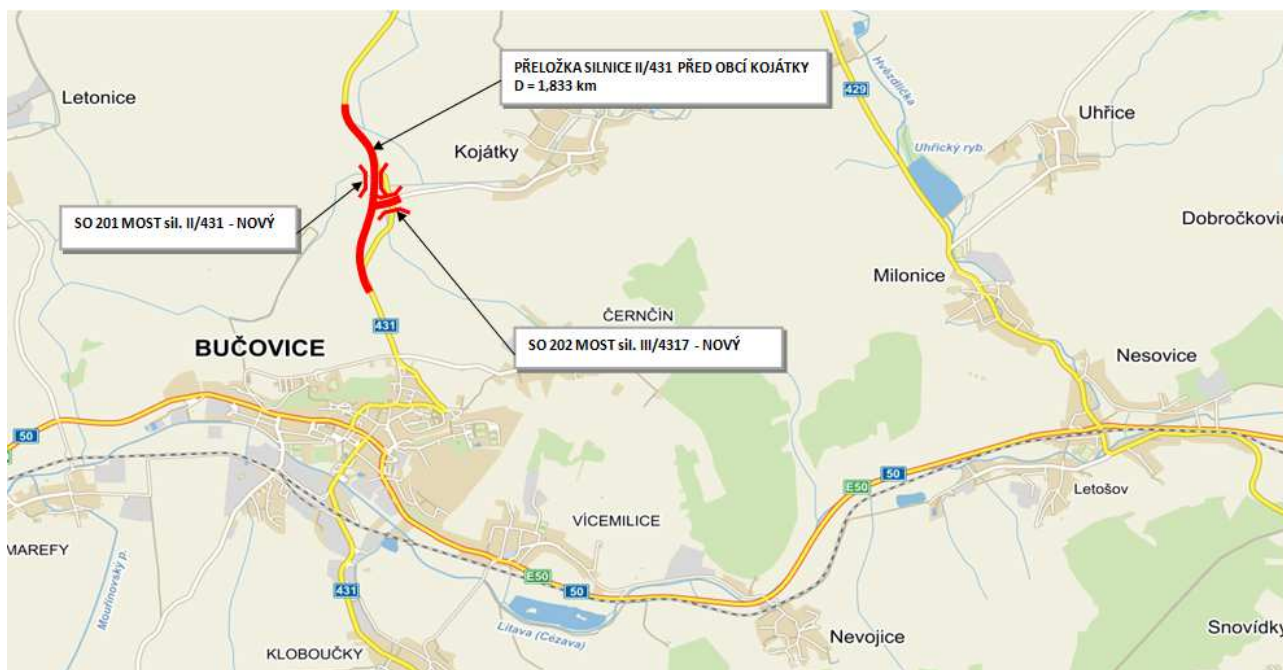 PŘELOŽKA SILNICE II/431 PŘED OBCÍ KOJÁTKY
D = 1,833 km
Letonice
429
Hvězdlička
Uhřice
Uhřický ryb.
Kojátky
SO 201 MOST sil. II/431 - NOVÝ
Dobročkovic
Milonice
ČERNČÍN
431
SO 202 MOST sil. III/4317 - NOVÝ
BUČOVICE
Nesovice
50
50
E50
Letošov
VÍCEMILICE
MAREFY
E50
50
431
Mouřinovský p.
Litava (Cézava)
Nevojice
Snovídky
KLOBOUČKY